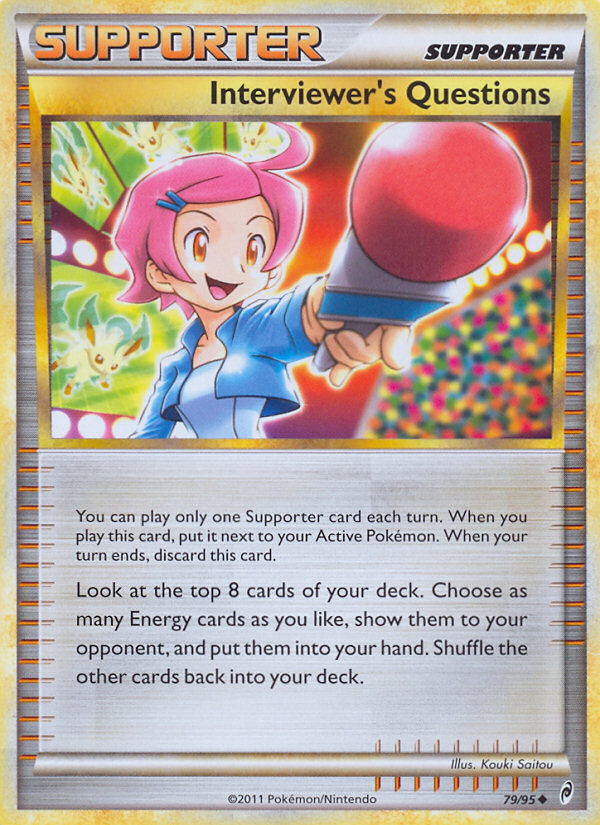 SUPPORTER
SUPPORTER
Interviewer's Questions
You can play only one Supporter card each turn. When you
play this card, put it next to your Active Pokémon. When your
turn ends, discard this card.
Look at the top 8 cards of your deck. Choose as
many Energy cards as you like, show them to your
opponent, and put them into your hand. Shuffle the
other cards back into your deck.
Illus. Kouki Saitou
©2011 Pokémon/Nintendo
79/95